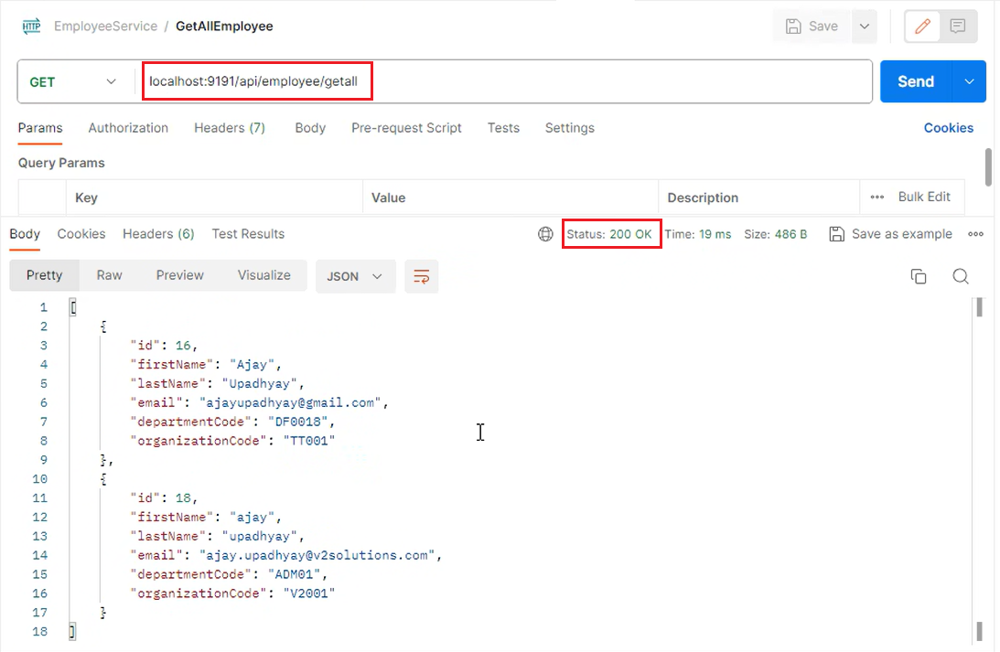 HTTP EmployeeService / GetAllEmployee Save
GET localhost:9191/api/employee/getall Send
Params Authorization Headers (7) Body Pre-request Script Tests Settings Cookies
Query Params
Key Value Description ••• Bulk Edit
Body Cookies Headers (6) Test Results Status: 200 OK Time: 19 ms Size: 486 B Save as example •••
Pretty Raw Preview Visualize JSON
1 [
2 {
3 "id": 16,
4 "firstName": "Ajay",
5 "lastName": "Upadhyay",
6 "email": "ajayupadhyay@gmail.com",
7 "departmentCode": "DF0018",
8 "organizationCode": "TT001"
9 },
10 {
11 "id": 18,
12 "firstName": "ajay",
13 "lastName": "upadhyay",
14 "email": "ajay.upadhyay@v2solutions.com",
15 "departmentCode": "ADM01",
16 "organizationCode": "V2001"
17 }
18 ]